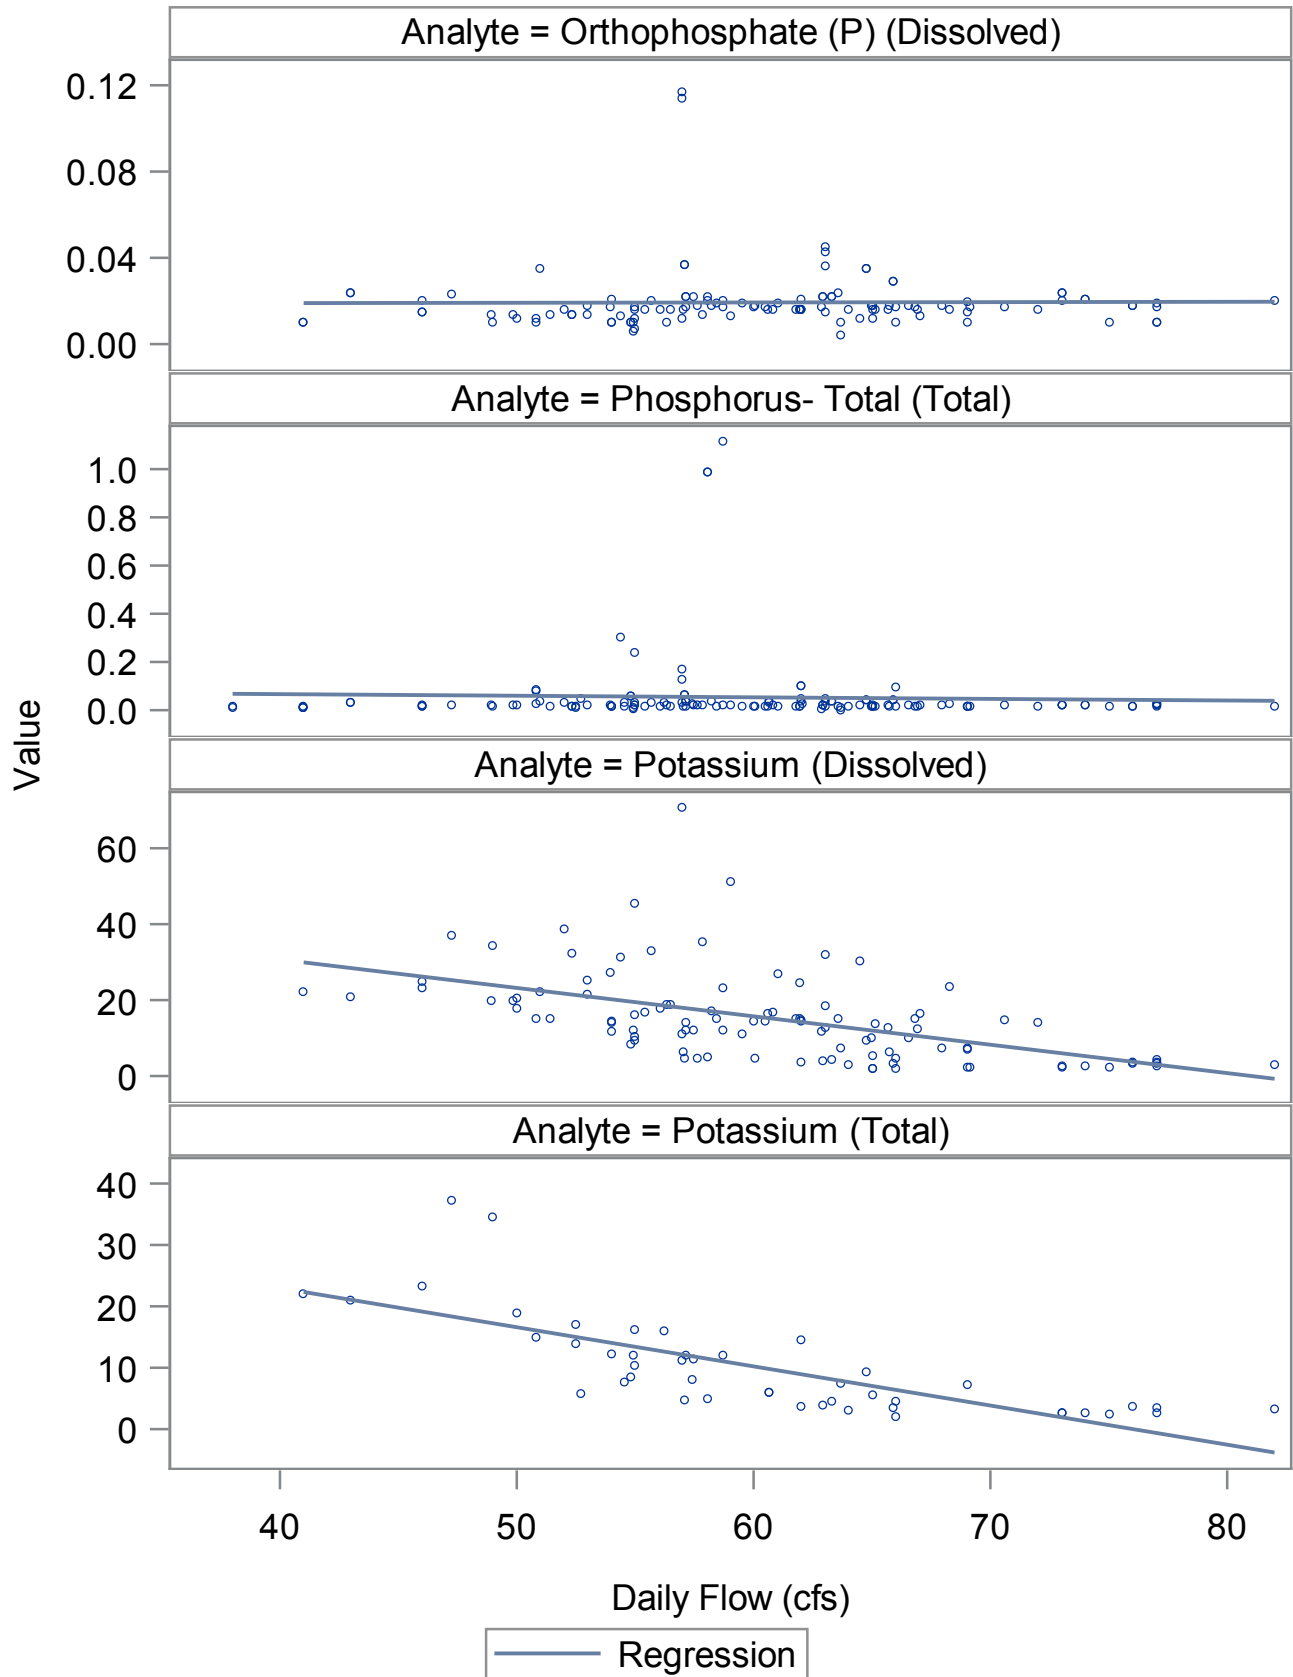 Analyte = Orthophosphate (P) (Dissolved)
0.12
0.08
0.04
0.00
Analyte = Phosphorus- Total (Total)
1.0
0.8
0.6
0.4
0.2
0.0
Value
Analyte = Potassium (Dissolved)
60
40
20
0
Analyte = Potassium (Total)
40
30
20
10
0
40 50 60 70 80
Daily Flow (cfs)
Regression